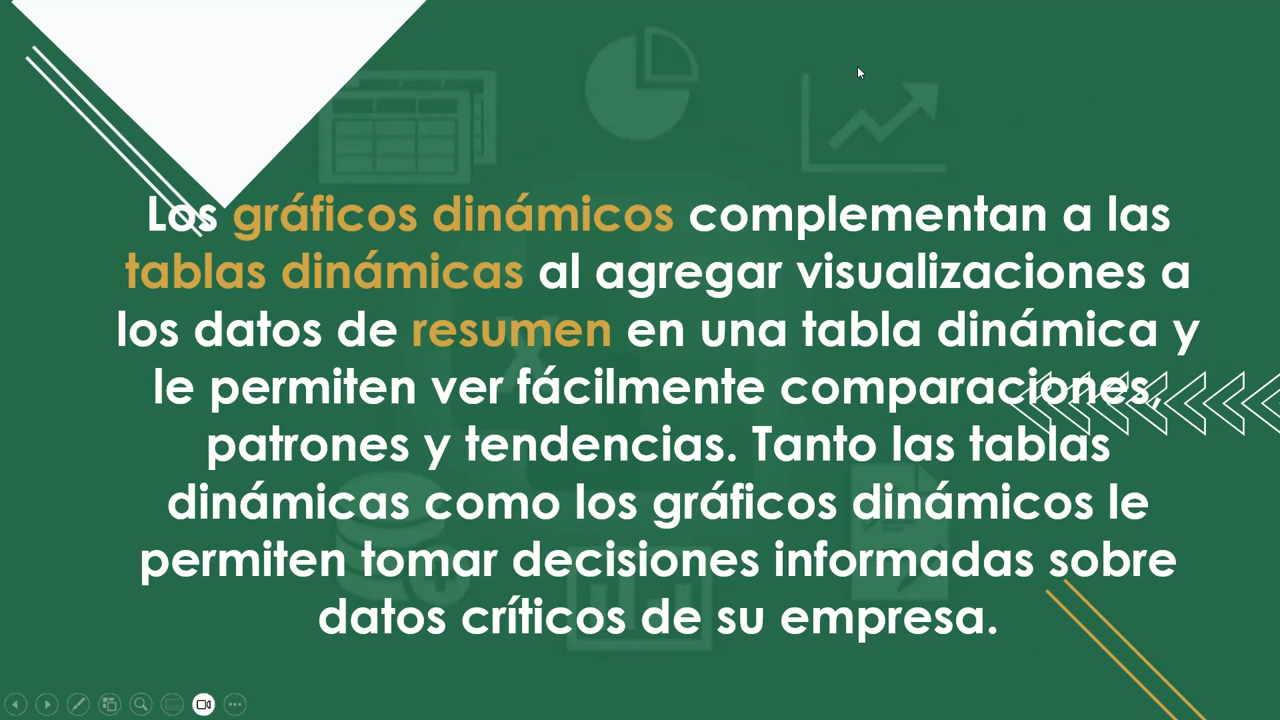 Los gráficos dinámicos complementan a las
tablas dinámicas al agregar visualizaciones a
los datos de resumen en una tabla dinámica y
le permiten ver fácilmente comparaciones,
patrones y tendencias. Tanto las tablas
dinámicas como los gráficos dinámicos le
permiten tomar decisiones informadas sobre
datos críticos de su empresa.